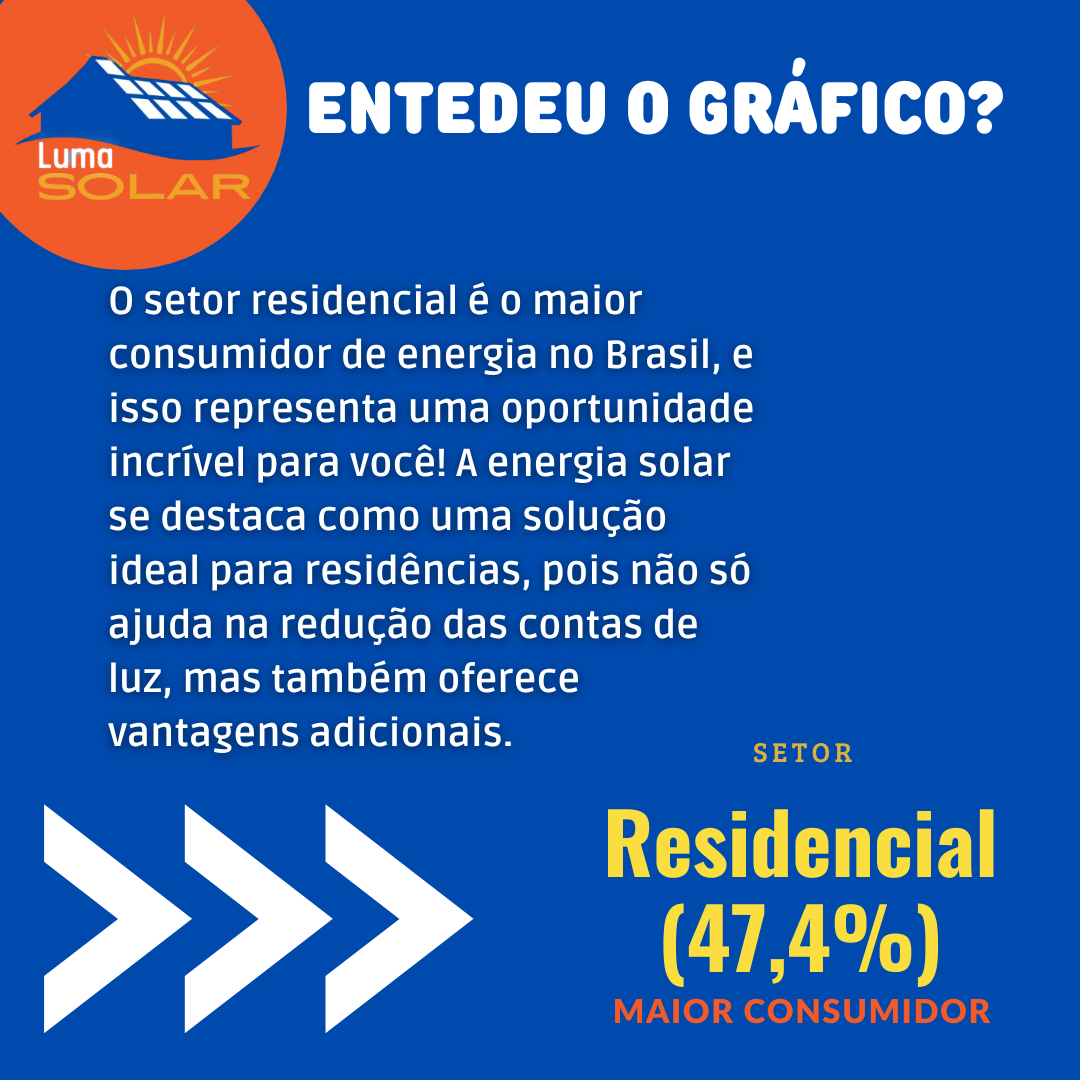 Luma
SOLAR
ENTEDEU O GRÁFICO?
O setor residencial é o maior
consumidor de energia no Brasil, e
isso representa uma oportunidade
incrível para você! A energia solar
se destaca como uma solução
ideal para residências, pois não só
ajuda na redução das contas de
luz, mas também oferece
vantagens adicionais.
SETOR
Residencial
(47,4%)
MAIOR CONSUMIDOR